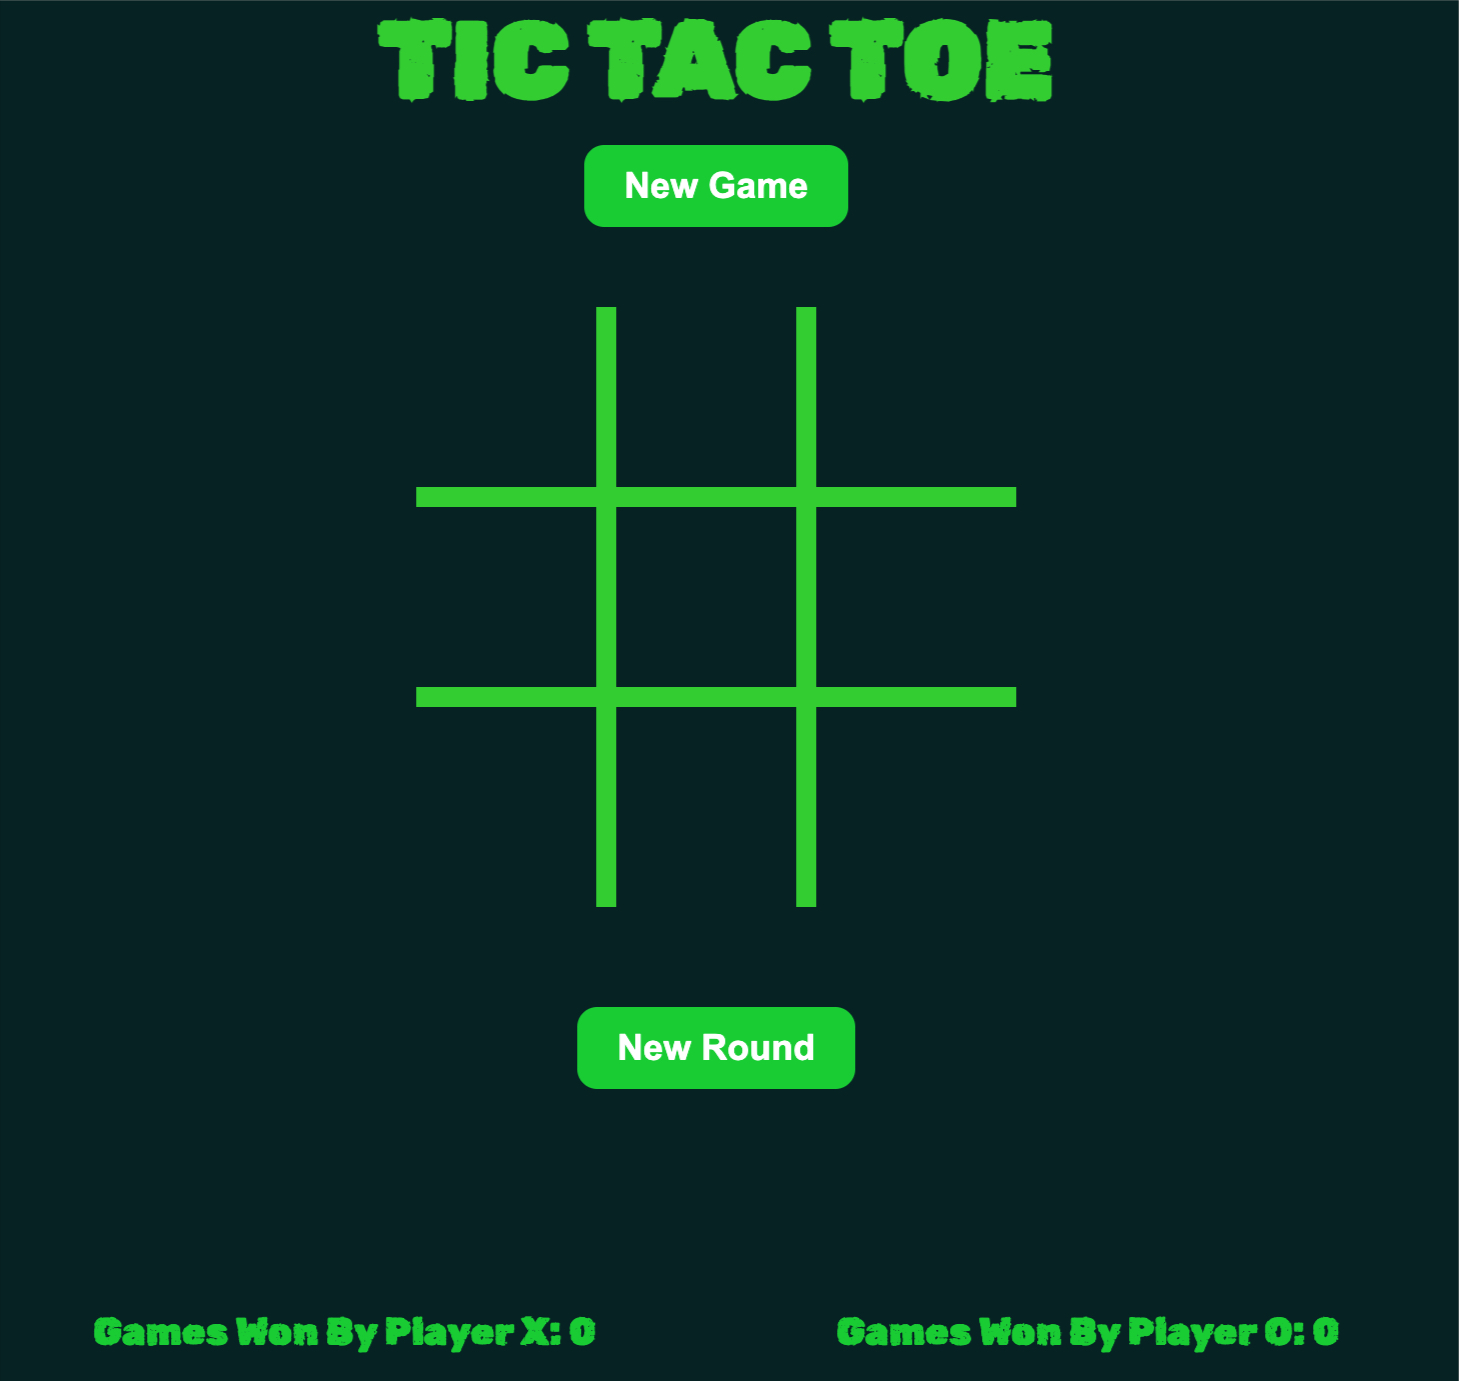 TIC TAC TOE
New Game
New Round
Games Won By Player X: 0
Games Won By Player O: 0